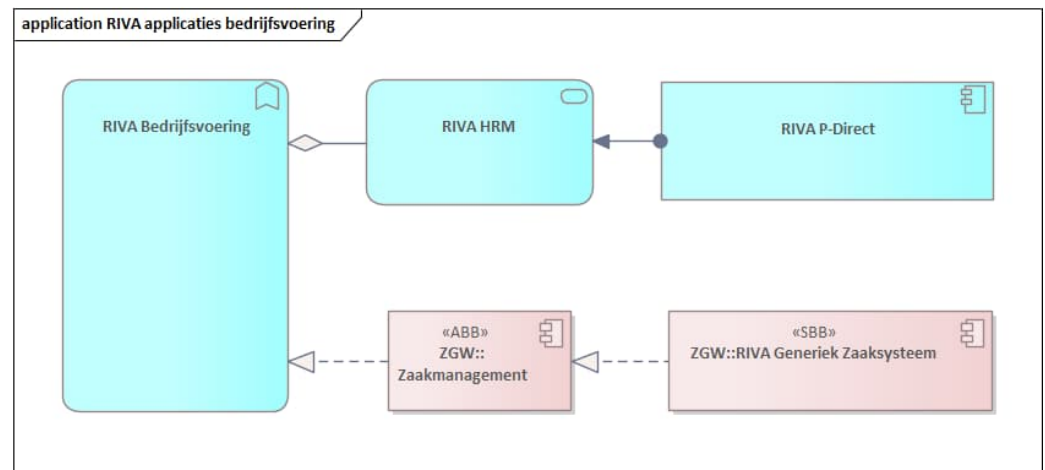 application RIVA applicaties bedrijfsvoering
RIVA Bedrijfsvoering
RIVA HRM
RIVA P-Direct
«ABB»
ZGW::
Zaakmanagement
«SBB»
ZGW::RIVA Generiek Zaaksysteem